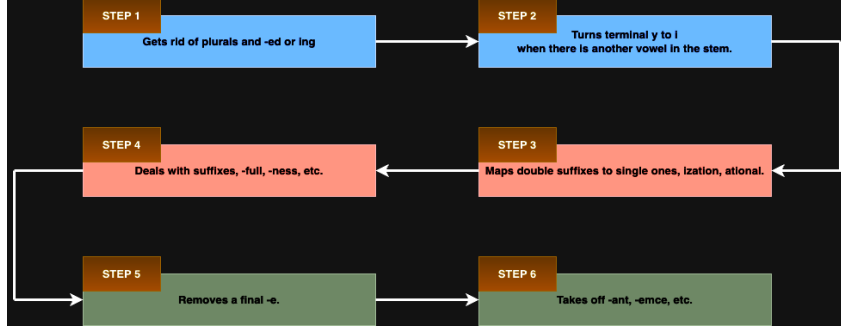 STEP 1
Gets rid of plurals and -ed or ing
STEP 2
Turns terminal y to i
when there is another vowel in the stem.
STEP 3
Maps double suffixes to single ones, ization, ational.
STEP 4
Deals with suffixes, -full, -ness, etc.
STEP 5
Removes a final -e.
STEP 6
Takes off -ant, -emce, etc.